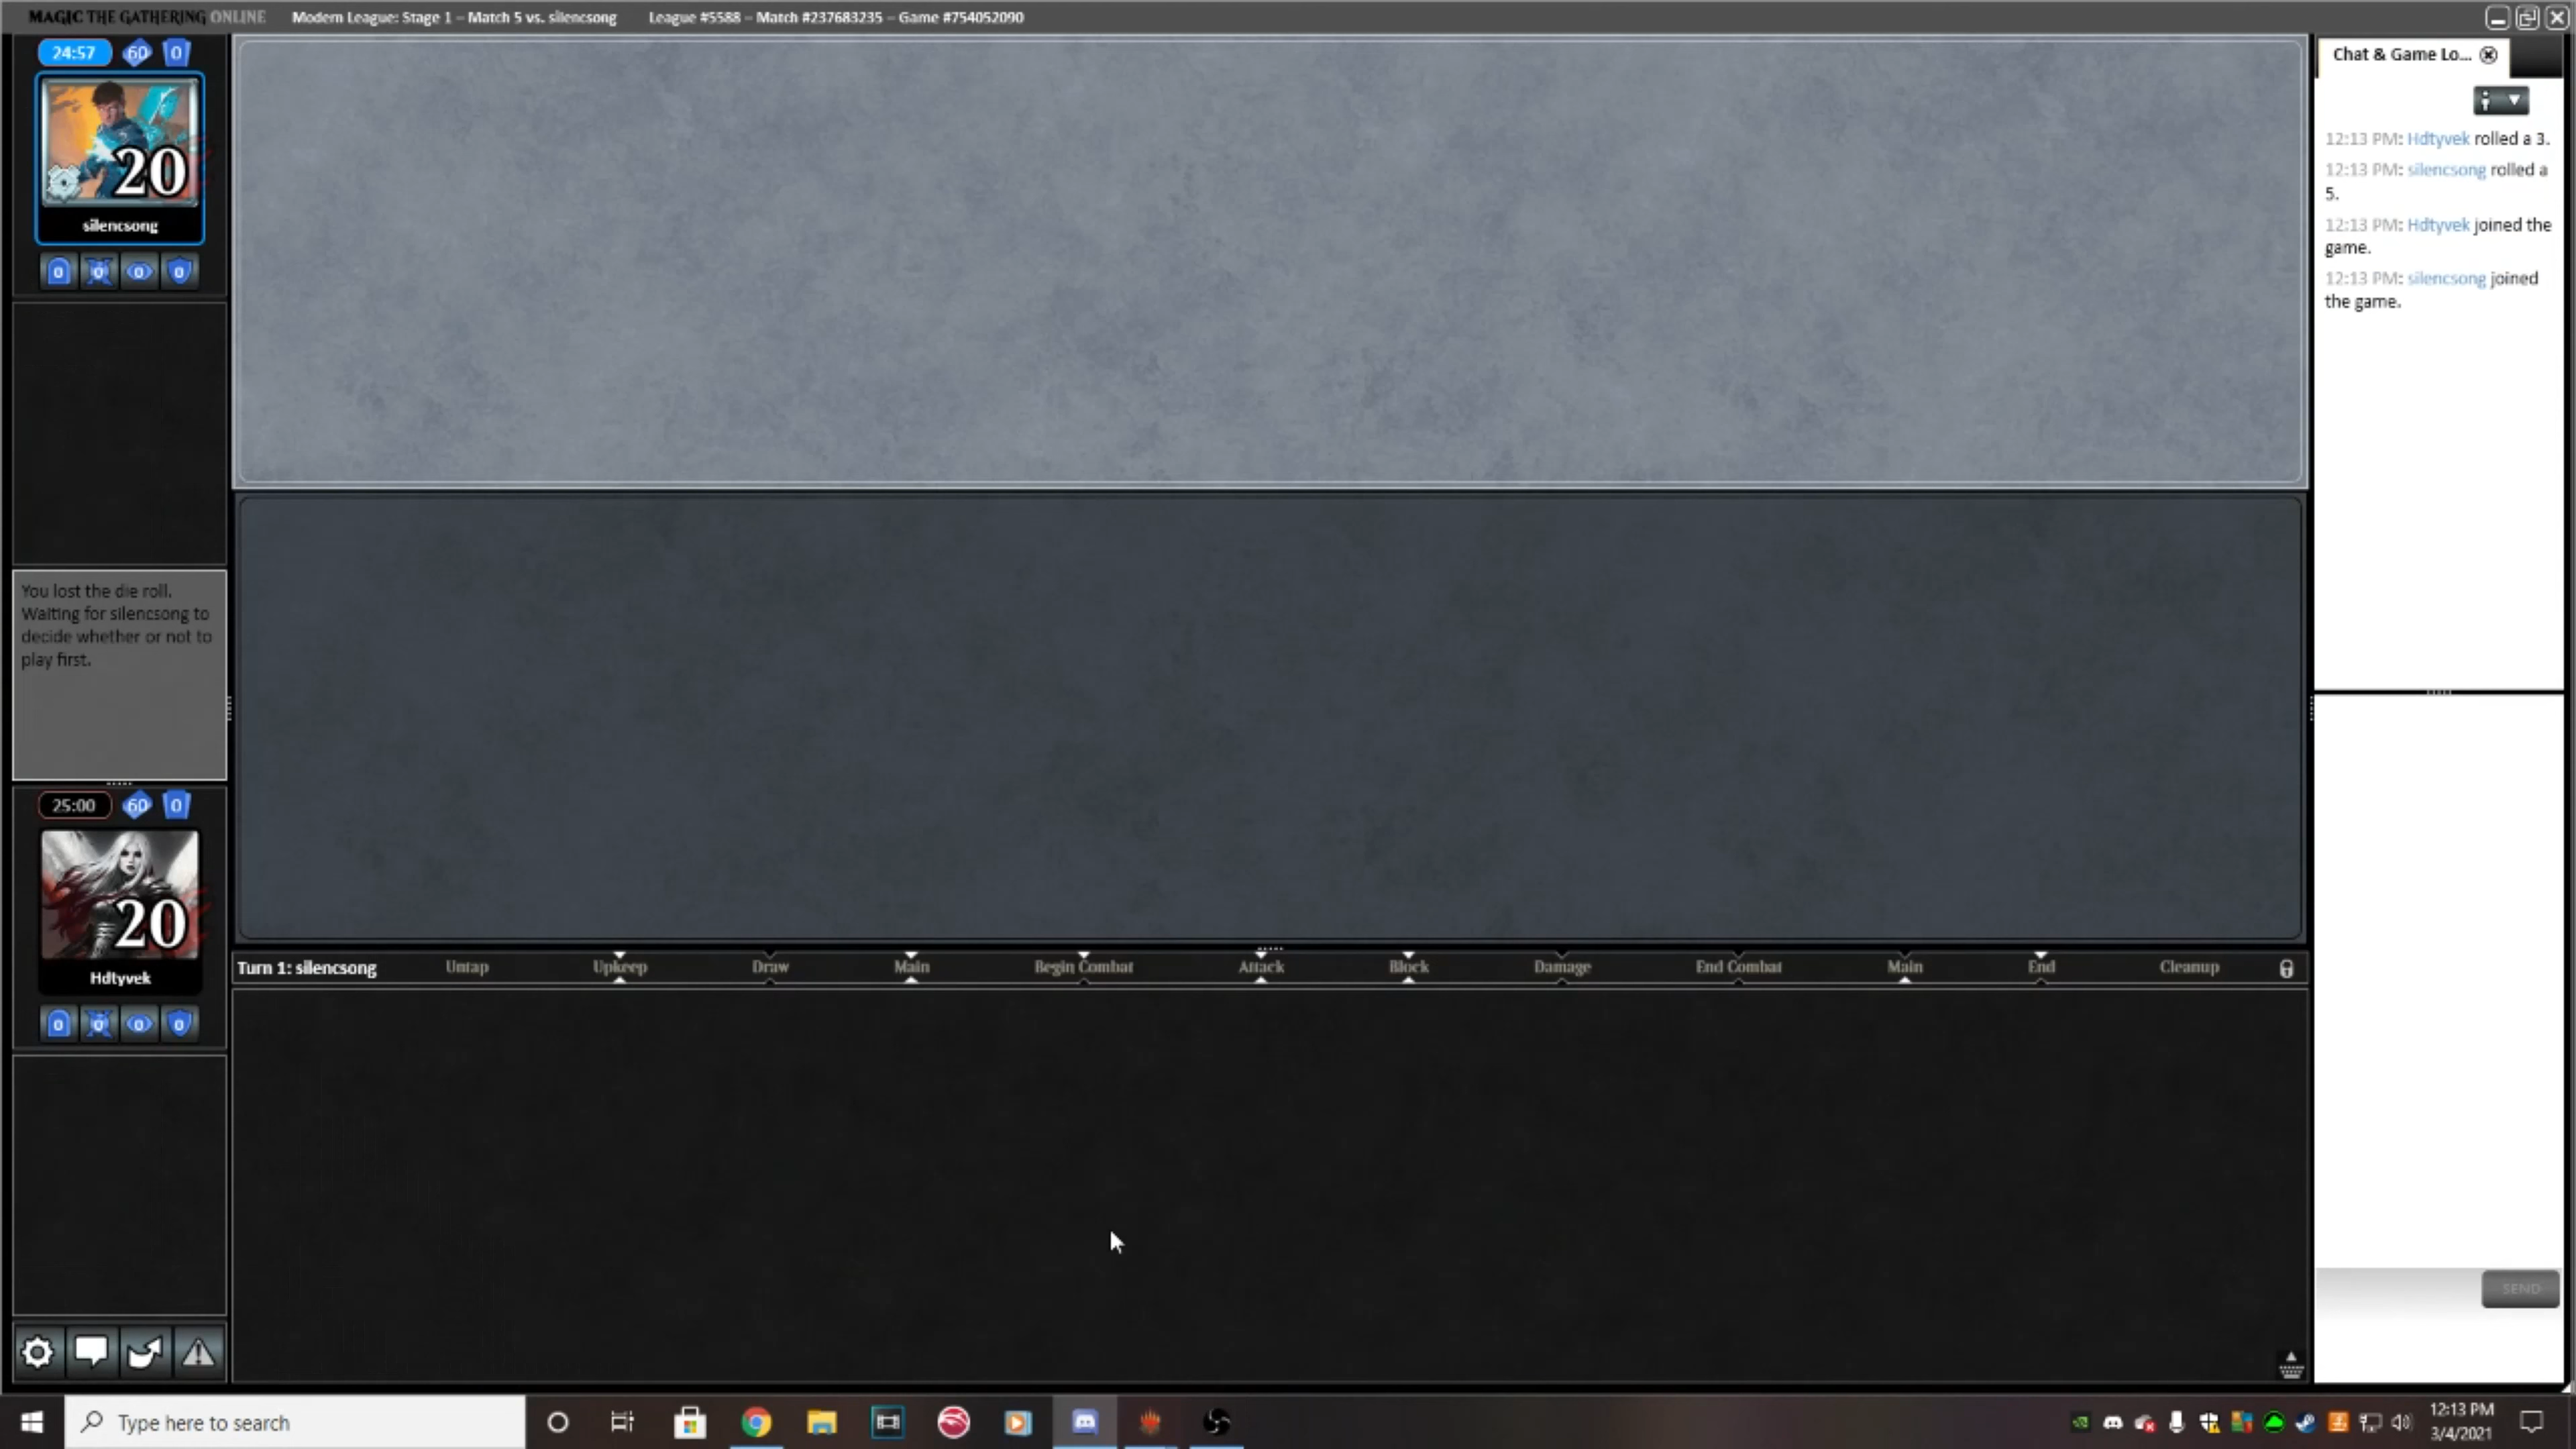 MAGIC THE GATHERING ONLINE Modern League: Stage 1 – Match 5 vs. silencsong League #5588 – Match #237683235 – Game #754052090
24:57 60 0
20
silencsong
0 0 0 0
You lost the die roll.
Waiting for silencsong to
decide whether or not to
play first.
25:00 60 0
20
Hdtyvek
0 0 0 0
Turn 1: silencsong Untap Upkeep Draw Main Begin Combat Attack Block Damage End Combat Main End Cleanup
Chat & Game Lo...
12:13 PM: Hdtyvek rolled a 3.
12:13 PM: silencsong rolled a
5.
12:13 PM: Hdtyvek joined the
game.
12:13 PM: silencsong joined
the game.
SEND
Type here to search
12:13 PM
3/4/2021